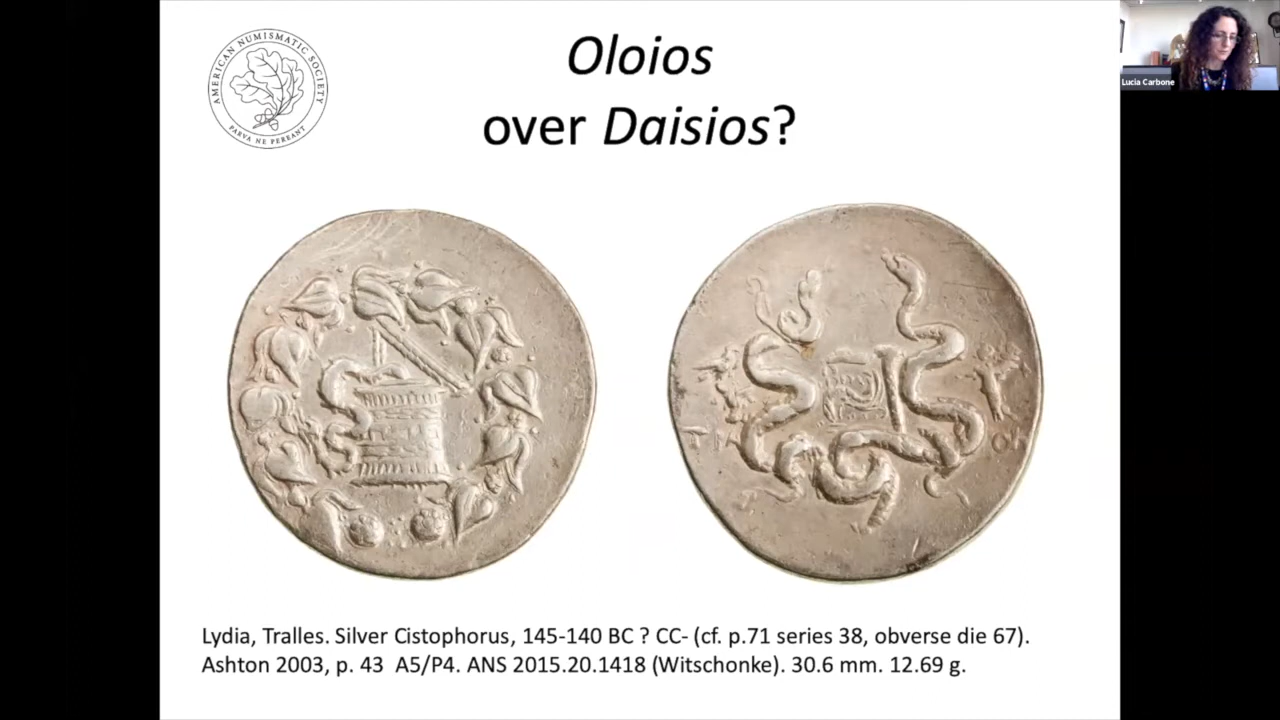 AMERICAN NUMISMATIC SOCIETY
PARVA NE PEREANT
Oloios
over Daisios?
Lucia Carbone
Lydia, Tralles. Silver Cistophorus, 145-140 BC ? CC- (cf. p.71 series 38, obverse die 67).
Ashton 2003, p. 43 A5/P4. ANS 2015.20.1418 (Witschonke). 30.6 mm. 12.69 g.